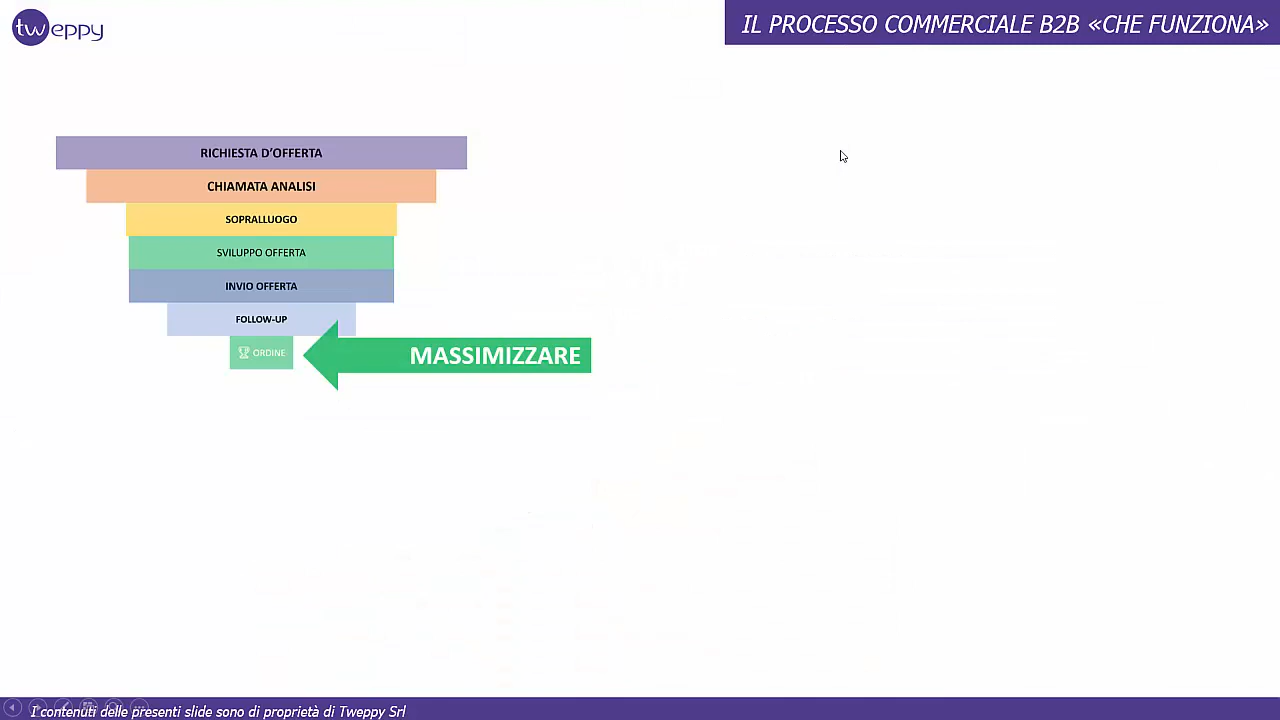 tweppy
IL PROCESSO COMMERCIALE B2B «CHE FUNZIONA»
RICHIESTA D'OFFERTA
CHIAMATA ANALISI
SOPRALLUOGO
SVILUPPO OFFERTA
INVIO OFFERTA
FOLLOW-UP
ORDINE
MASSIMIZZARE
I contenuti delle presenti slide sono di proprietà di Tweppy Srl